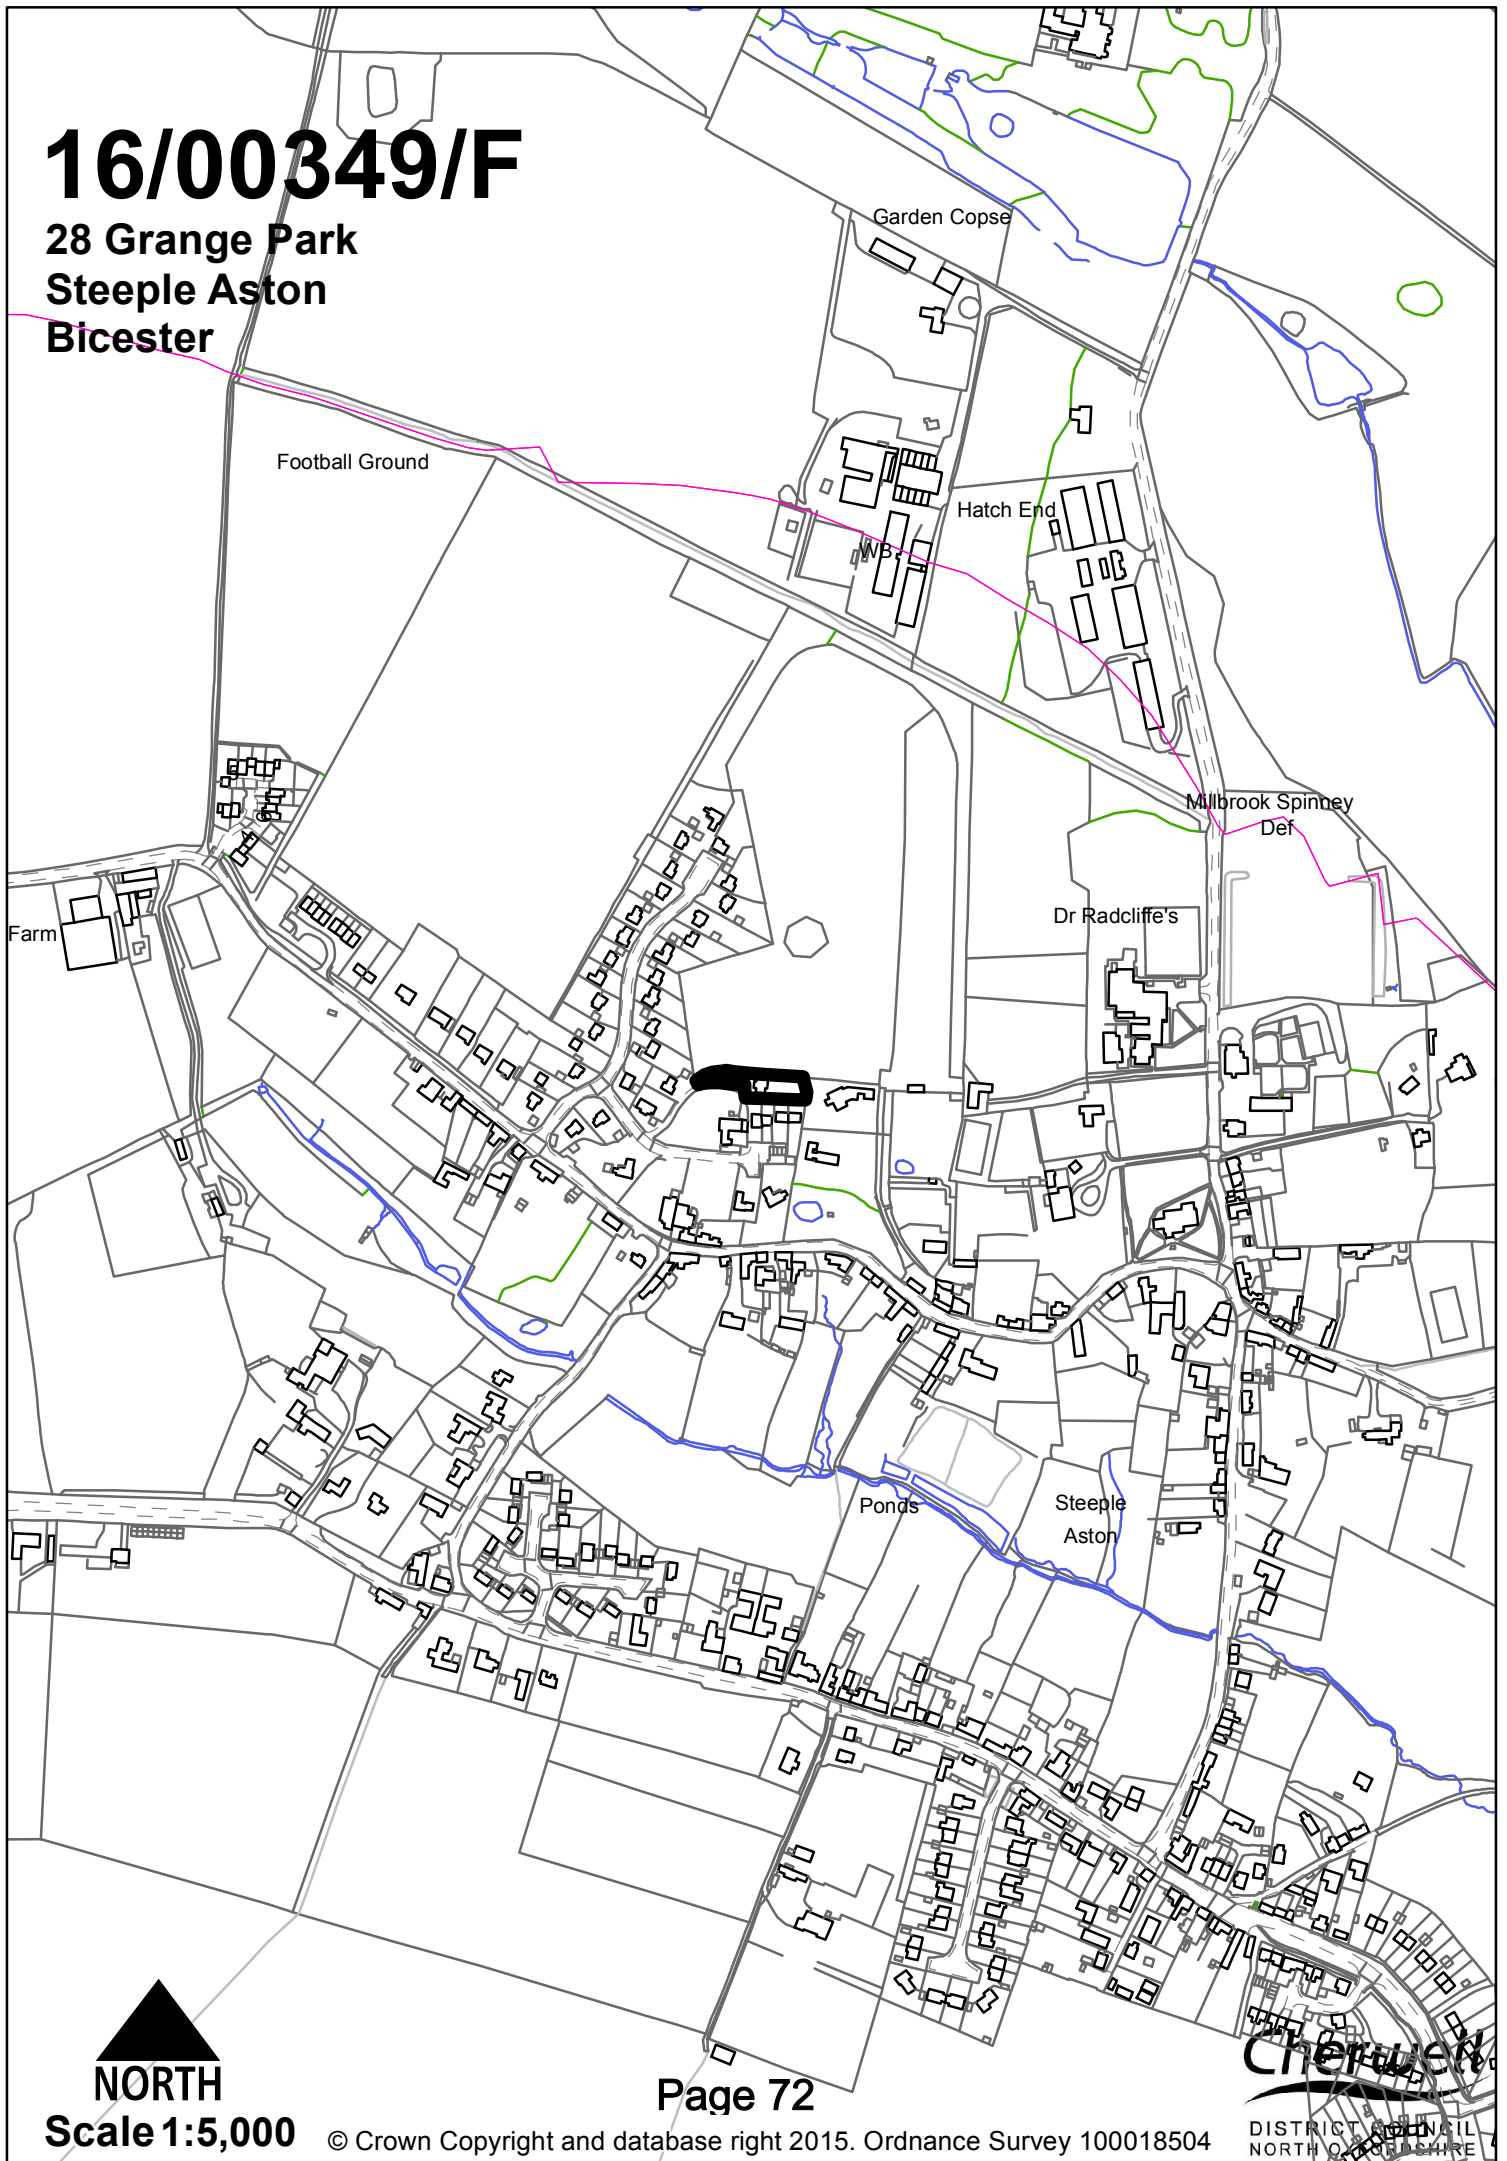 16/00349/F
28 Grange Park
Steeple Aston
Bicester
Garden Copse
Football Ground
Hatch End
WB
9
Millbrook Spinney
Def
Dr Radcliffe's
Farm
Ponds
Steeple
Aston
NORTH
Scale 1:5,000
Page 72
© Crown Copyright and database right 2015. Ordnance Survey 100018504
Cherwell
DISTRICT COUNCIL
NORTH OXFORDSHIRE